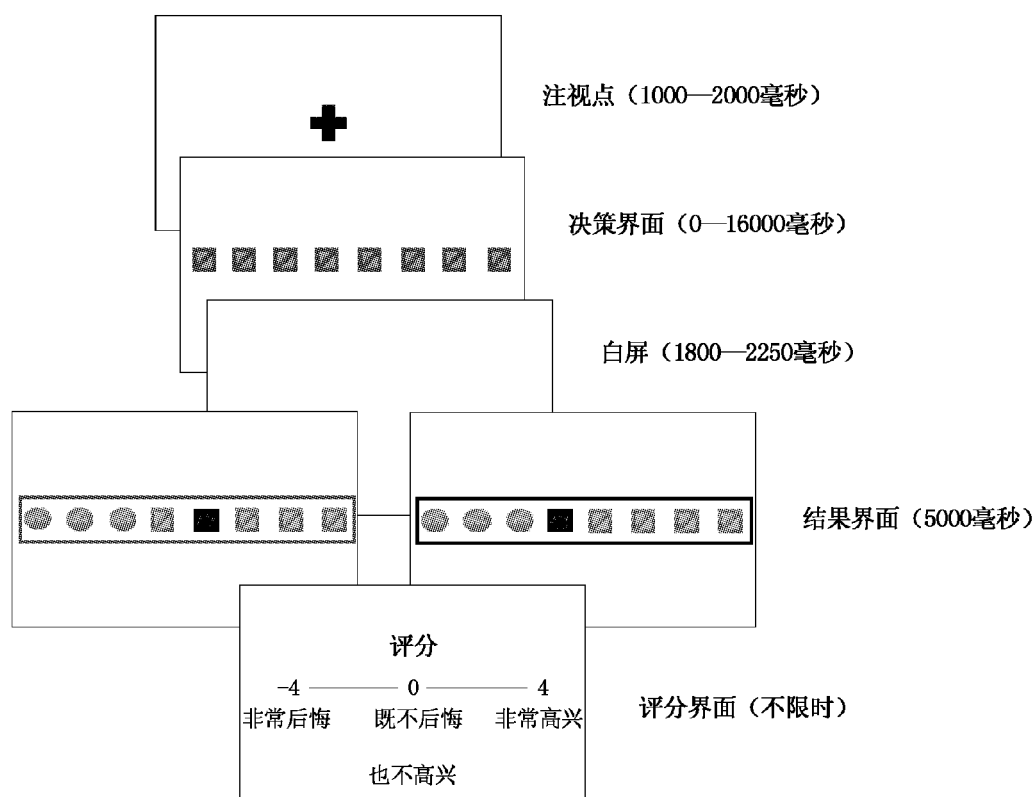 注视点（1000—2000毫秒）
决策界面（0—16000毫秒）
白屏（1800—2250毫秒）
结果界面（5000毫秒）
评分
-4 0 4
非常后悔 既不后悔 非常高兴
也不高兴
评分界面（不限时）